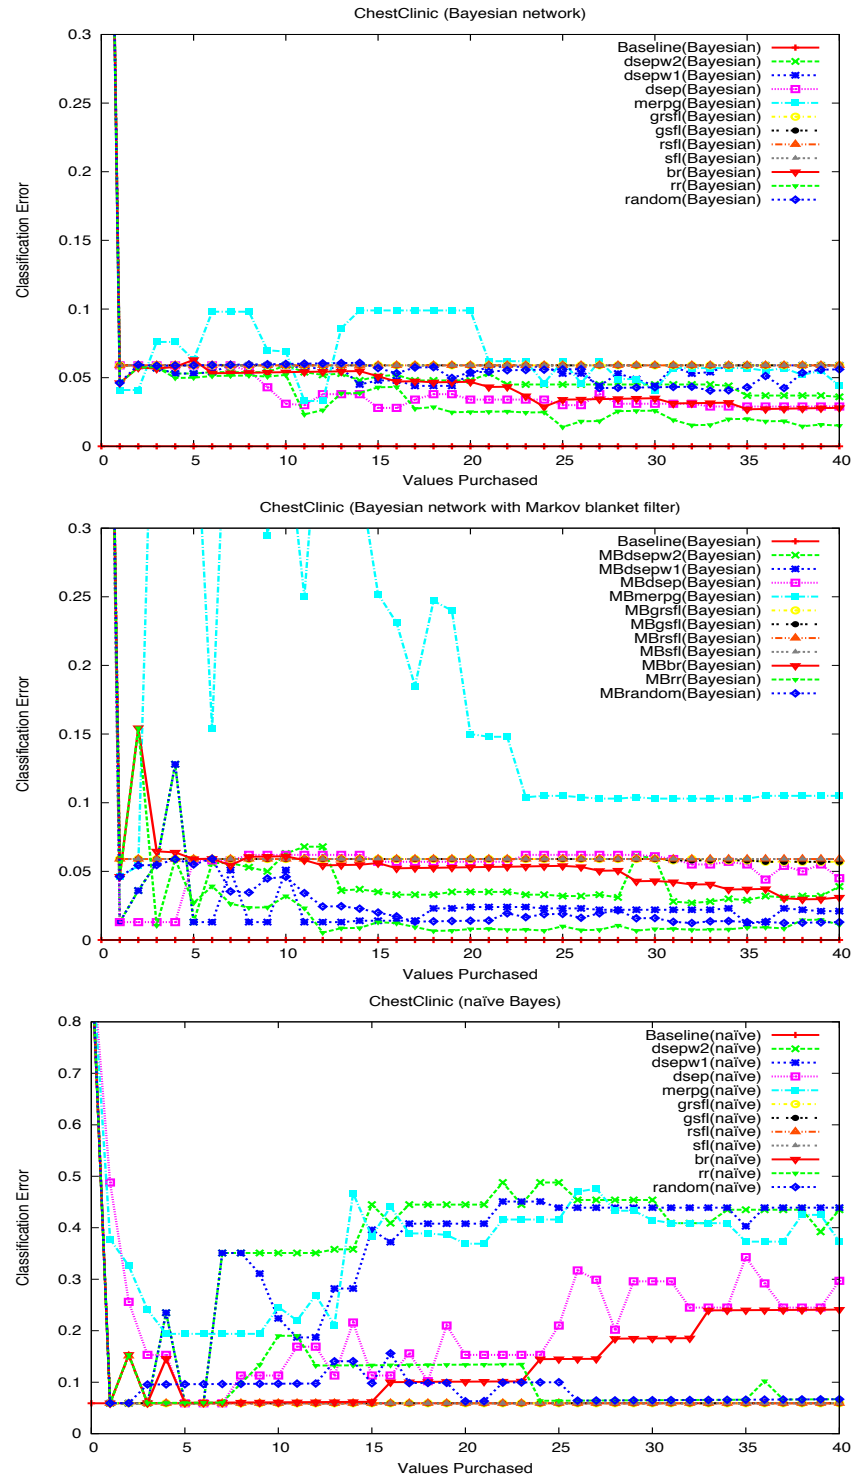 ChestClinic (Bayesian network)
0.3
0.25
0.2
0.15
0.1
0.05
0
Classification Error
Baseline(Bayesian)
dsepw2(Bayesian)
dsepw1(Bayesian)
dsep(Bayesian)
merpg(Bayesian)
grsfl(Bayesian)
gsfl(Bayesian)
rsfl(Bayesian)
sfl(Bayesian)
br(Bayesian)
rr(Bayesian)
random(Bayesian)
0 5 10 15 20 25 30 35 40
Values Purchased
ChestClinic (Bayesian network with Markov blanket filter)
0.3
0.25
0.2
0.15
0.1
0.05
0
Classification Error
Baseline(Bayesian)
MBdsepw2(Bayesian)
MBdsepw1(Bayesian)
MBdsep(Bayesian)
MBmerpg(Bayesian)
MBgrsfl(Bayesian)
MBgsfl(Bayesian)
MBrsfl(Bayesian)
MBsfl(Bayesian)
MBbr(Bayesian)
MBrr(Bayesian)
MBrandom(Bayesian)
0 5 10 15 20 25 30 35 40
Values Purchased
ChestClinic (naïve Bayes)
0.8
0.7
0.6
0.5
0.4
0.3
0.2
0.1
0
Classification Error
Baseline(naïve)
dsepw2(naïve)
dsepw1(naïve)
dsep(naïve)
merpg(naïve)
grsfl(naïve)
gsfl(naïve)
rsfl(naïve)
sfl(naïve)
br(naïve)
rr(naïve)
random(naïve)
0 5 10 15 20 25 30 35 40
Values Purchased